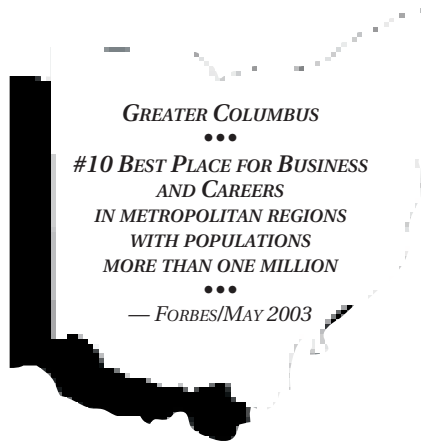 GREATER COLUMBUS
•••
#10 BEST PLACE FOR BUSINESS
AND CAREERS
IN METROPOLITAN REGIONS
WITH POPULATIONS
MORE THAN ONE MILLION
•••
— FORBES/MAY 2003